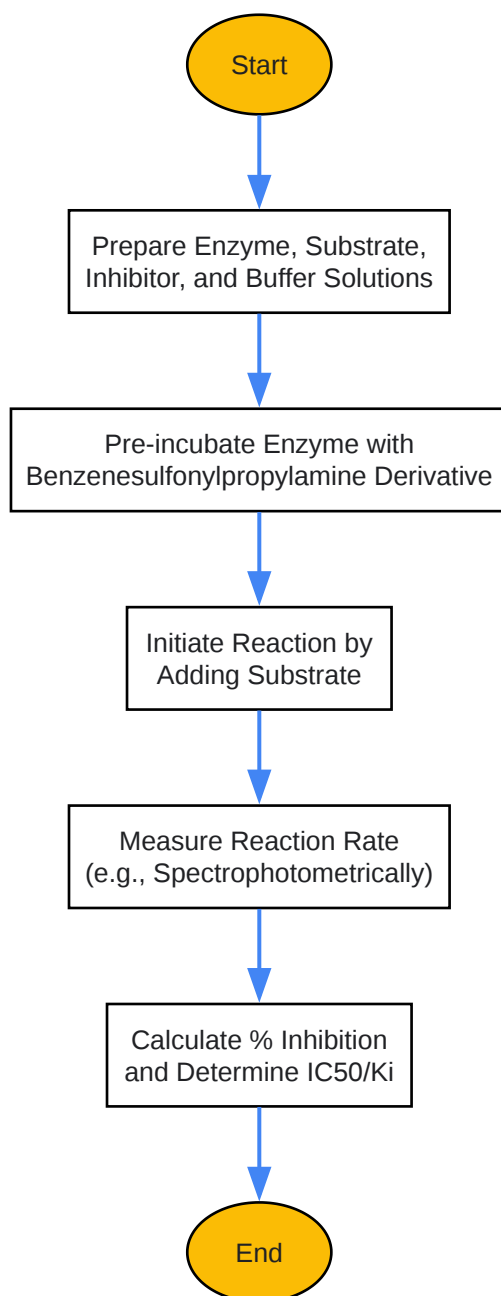 Start
Prepare Enzyme, Substrate,
Inhibitor, and Buffer Solutions
Pre-incubate Enzyme with
Benzenesulfonylpropylamine Derivative
Initiate Reaction by
Adding Substrate
Measure Reaction Rate
(e.g., Spectrophotometrically)
Calculate % Inhibition
and Determine IC50/Ki
End